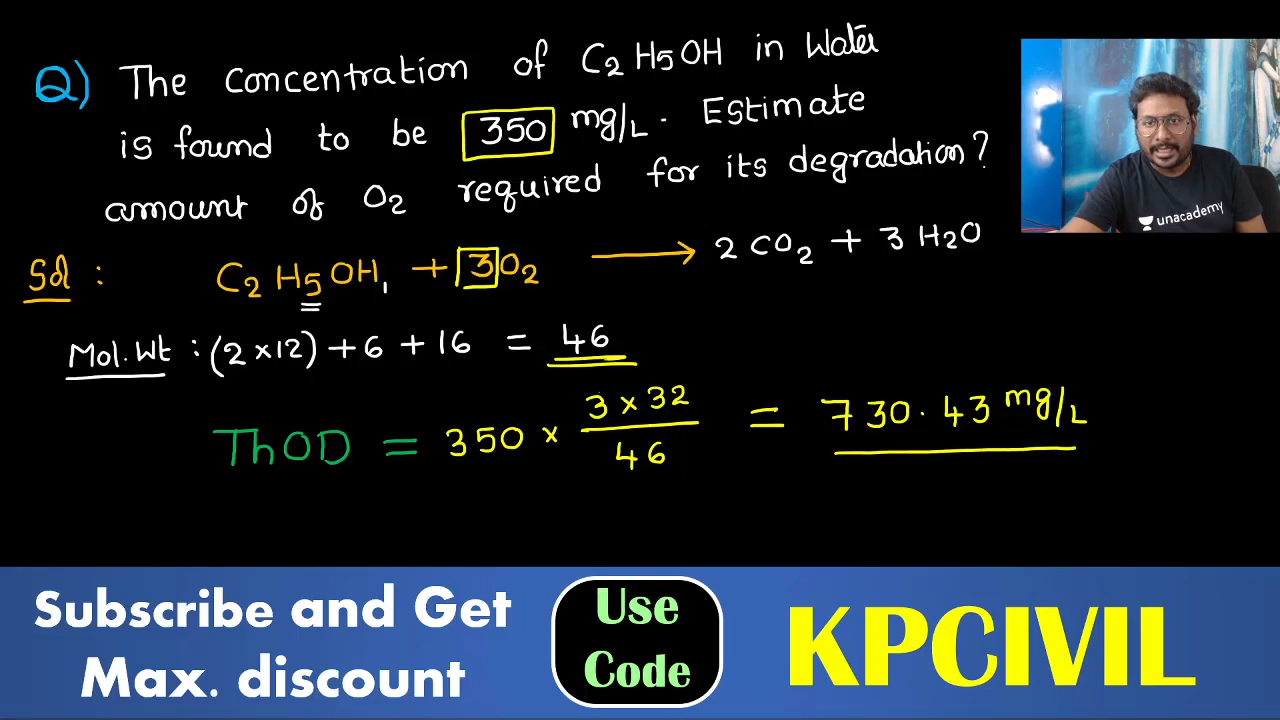 Q) The Concentration of C₂H₅OH in Water
is found to be 350 mg/L. Estimate
amount of O₂ required for its degradation?
Sol : C₂H₅OH, + 3O₂ → 2CO₂ + 3H₂O
Mol. Wt : (2×12) + 6 + 16 = 46
ThOD = 350 × (3 × 32)/46 = 730.43 mg/L
unacademy
Subscribe and Get
Max. discount
Use
Code
KPCIVIL